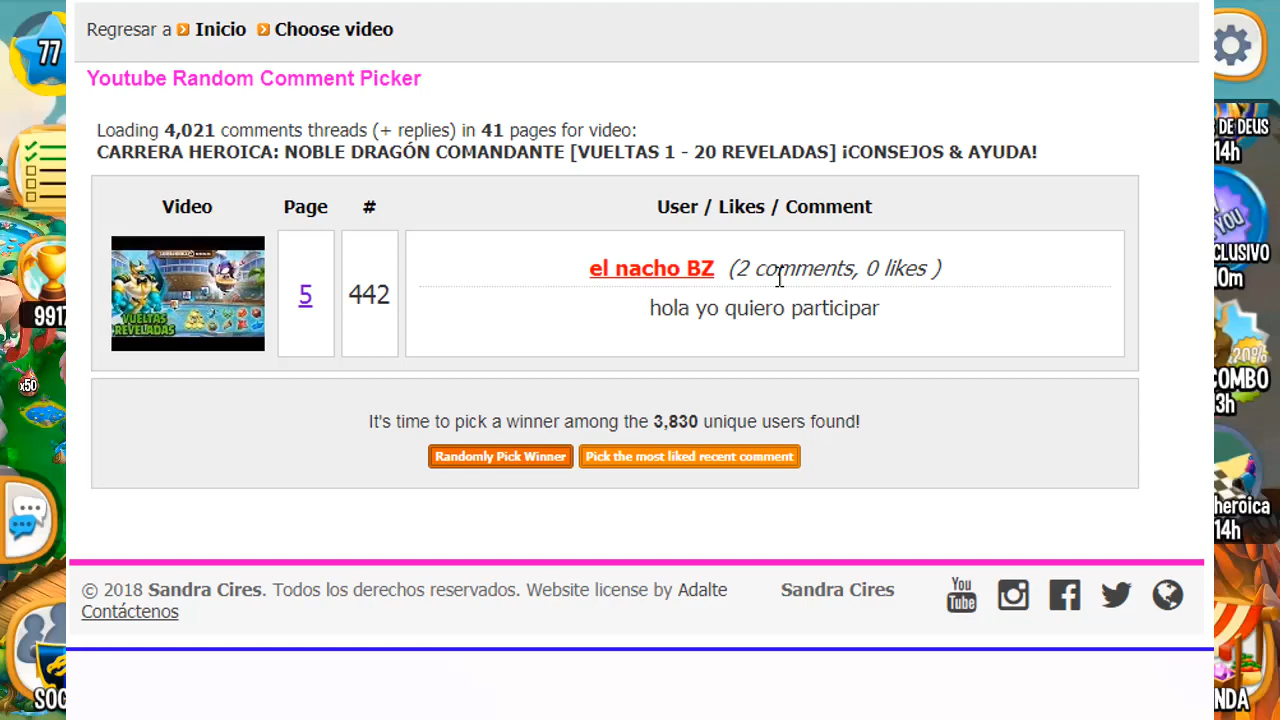 Regresar a Inicio Choose video
Youtube Random Comment Picker
Loading 4,021 comments threads (+ replies) in 41 pages for video:
CARRERA HEROICA: NOBLE DRAGÓN COMANDANTE [VUELTAS 1 - 20 REVELADAS] ¡CONSEJOS & AYUDA!
Video Page # User / Likes / Comment
VUELTAS
REVELADAS
5
442
el nacho BZ (2 comments, 0 likes )
hola yo quiero participar
It's time to pick a winner among the 3,830 unique users found!
Randomly Pick Winner Pick the most liked recent comment
© 2018 Sandra Cires. Todos los derechos reservados. Website license by Adalte
Contáctenos
Sandra Cires
You
Tube
77
9917
x50
SOC
DE DEUS
14h
YOU
CLUSIVO
0m
20%
COMBO
3h
heroica
14h
NDA